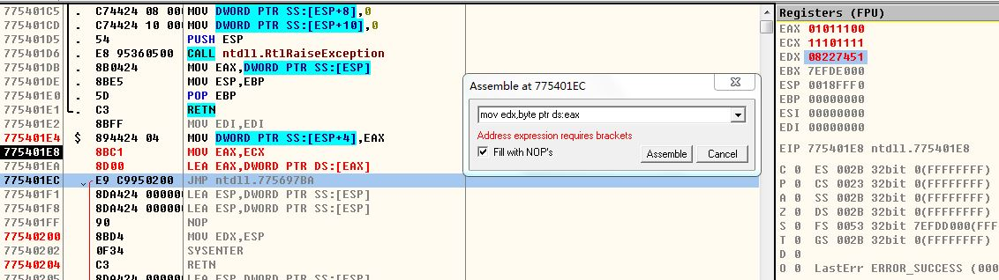 775401C5 . C74424 08 000 MOV DWORD PTR SS:[ESP+8],0
775401CD . C74424 10 000 MOV DWORD PTR SS:[ESP+10],0
775401D5 . 54 PUSH ESP
775401D6 . E8 95360500 CALL ntdll.RtlRaiseException
775401DB . 8B0424 MOV EAX,DWORD PTR SS:[ESP]
775401DE . 8BE5 MOV ESP,EBP
775401E0 . 5D POP EBP
775401E1 . C3 RETN
775401E2 8BFF MOV EDI,EDI
775401E4 $ 894424 04 MOV DWORD PTR SS:[ESP+4],EAX
775401E8 8BC1 MOV EAX,ECX
775401EA 8D00 LEA EAX,DWORD PTR DS:[EAX]
775401EC E9 C9950200 JMP ntdll.775697BA
775401F1 8DA424 000000 LEA ESP,DWORD PTR SS:[ESP]
775401F8 8DA424 000000 LEA ESP,DWORD PTR SS:[ESP]
775401FF 90 NOP
77540200 8BD4 MOV EDX,ESP
77540202 0F34 SYSENTER
77540204 C3 RETN
77540205 8DA424 000000 LEA ESP,DWORD PTR SS:[ESP]
Assemble at 775401EC
mov edx,byte ptr ds:eax
Address expression requires brackets
Fill with NOP's
Assemble
Cancel
Registers (FPU)
EAX 01011100
ECX 11101111
EDX 08227451
EBX 7EFDE000
ESP 0018FFF0
EBP 00000000
ESI 00000000
EDI 00000000
EIP 775401E8 ntdll.775401E8
C 0 ES 002B 32bit 0(FFFFFFFF)
P 0 CS 0023 32bit 0(FFFFFFFF)
A 0 SS 002B 32bit 0(FFFFFFFF)
Z 0 DS 002B 32bit 0(FFFFFFFF)
S 0 FS 0053 32bit 7EFDD000(FFF
T 0 GS 002B 32bit 0(FFFFFFFF)
D 0
O 0 LastErr ERROR_SUCCESS (000